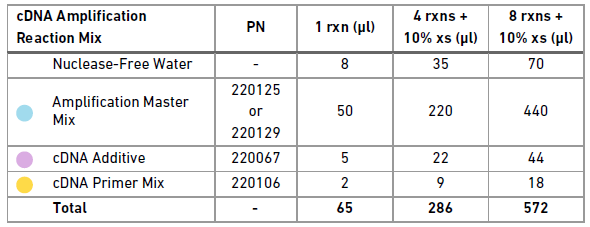 cDNA Amplification Reaction Mix PN 1 rxn (µl) 4 rxns + 10% xs (µl) 8 rxns + 10% xs (µl)
Nuclease-Free Water - 8 35 70
Amplification Master Mix 220125 or 220129 50 220 440
cDNA Additive 220067 5 22 44
cDNA Primer Mix 220106 2 9 18
Total - 65 286 572